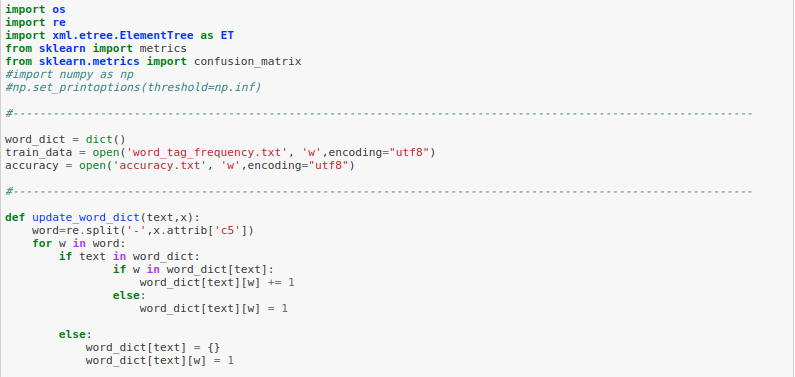 import os
import re
import xml.etree.ElementTree as ET
from sklearn import metrics
from sklearn.metrics import confusion_matrix
#import numpy as np
#np.set_printoptions(threshold=np.inf)
#---------------------------------------------------------------------------------------------------------------
word_dict = dict()
train_data = open('word_tag_frequency.txt', 'w',encoding="utf8")
accuracy = open('accuracy.txt', 'w',encoding="utf8")
#---------------------------------------------------------------------------------------------------------------
def update_word_dict(text,x):
    word=re.split('-',x.attrib['c5'])
    for w in word:
        if text in word_dict:
                if w in word_dict[text]:
                    word_dict[text][w] += 1
                else:
                    word_dict[text][w] = 1
        else:
            word_dict[text] = {}
            word_dict[text][w] = 1